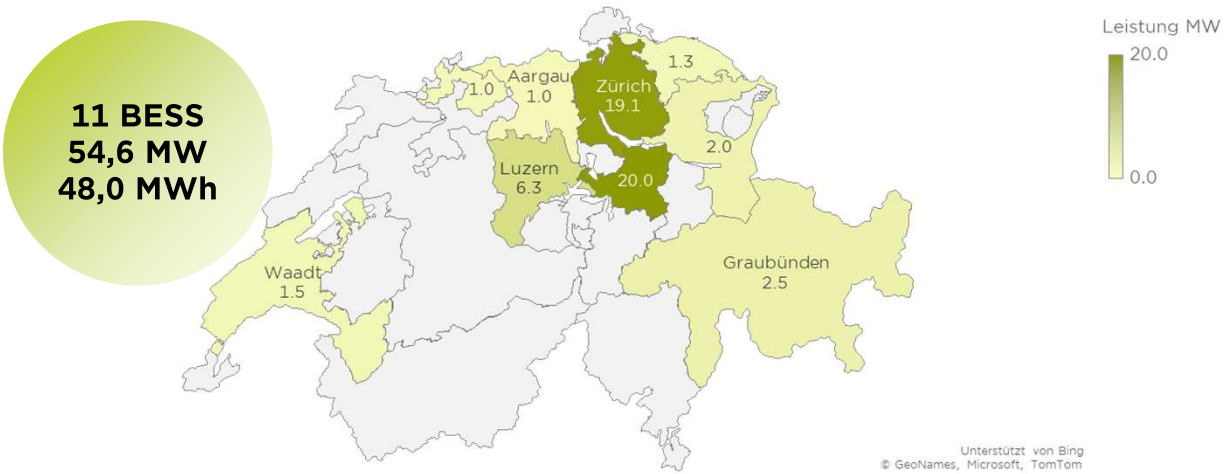 11 BESS
54,6 MW
48,0 MWh
Leistung MW
20.0
0.0
1.3
Aargau
1.0
1.0
Zürich
19.1
2.0
Luzern
6.3
20.0
Waadt
1.5
Graubünden
2.5
Unterstützt von Bing
© GeoNames, Microsoft, TomTom